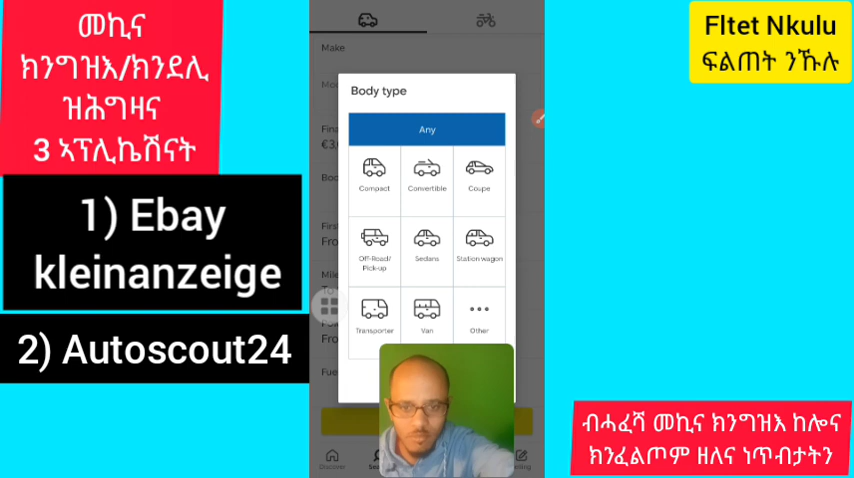 መኪና
ክንግዝእ/ክንደሊ
ዝሕግዛና
3 ኣፕሊኬሽናት
1) Ebay
kleinanzeige
2) Autoscout24
Make
Body type
Any
Compact
Convertible
Coupe
Off-Road/
Pick-up
Sedans
Station wagon
Transporter
Van
Other
Discover
Fltet Nkulu
ፍልጠት ንኹሉ
ብሓፈሻ መኪና ክንግዝእ ከሎና
ክንፈልጦም ዘለና ነጥብታትን